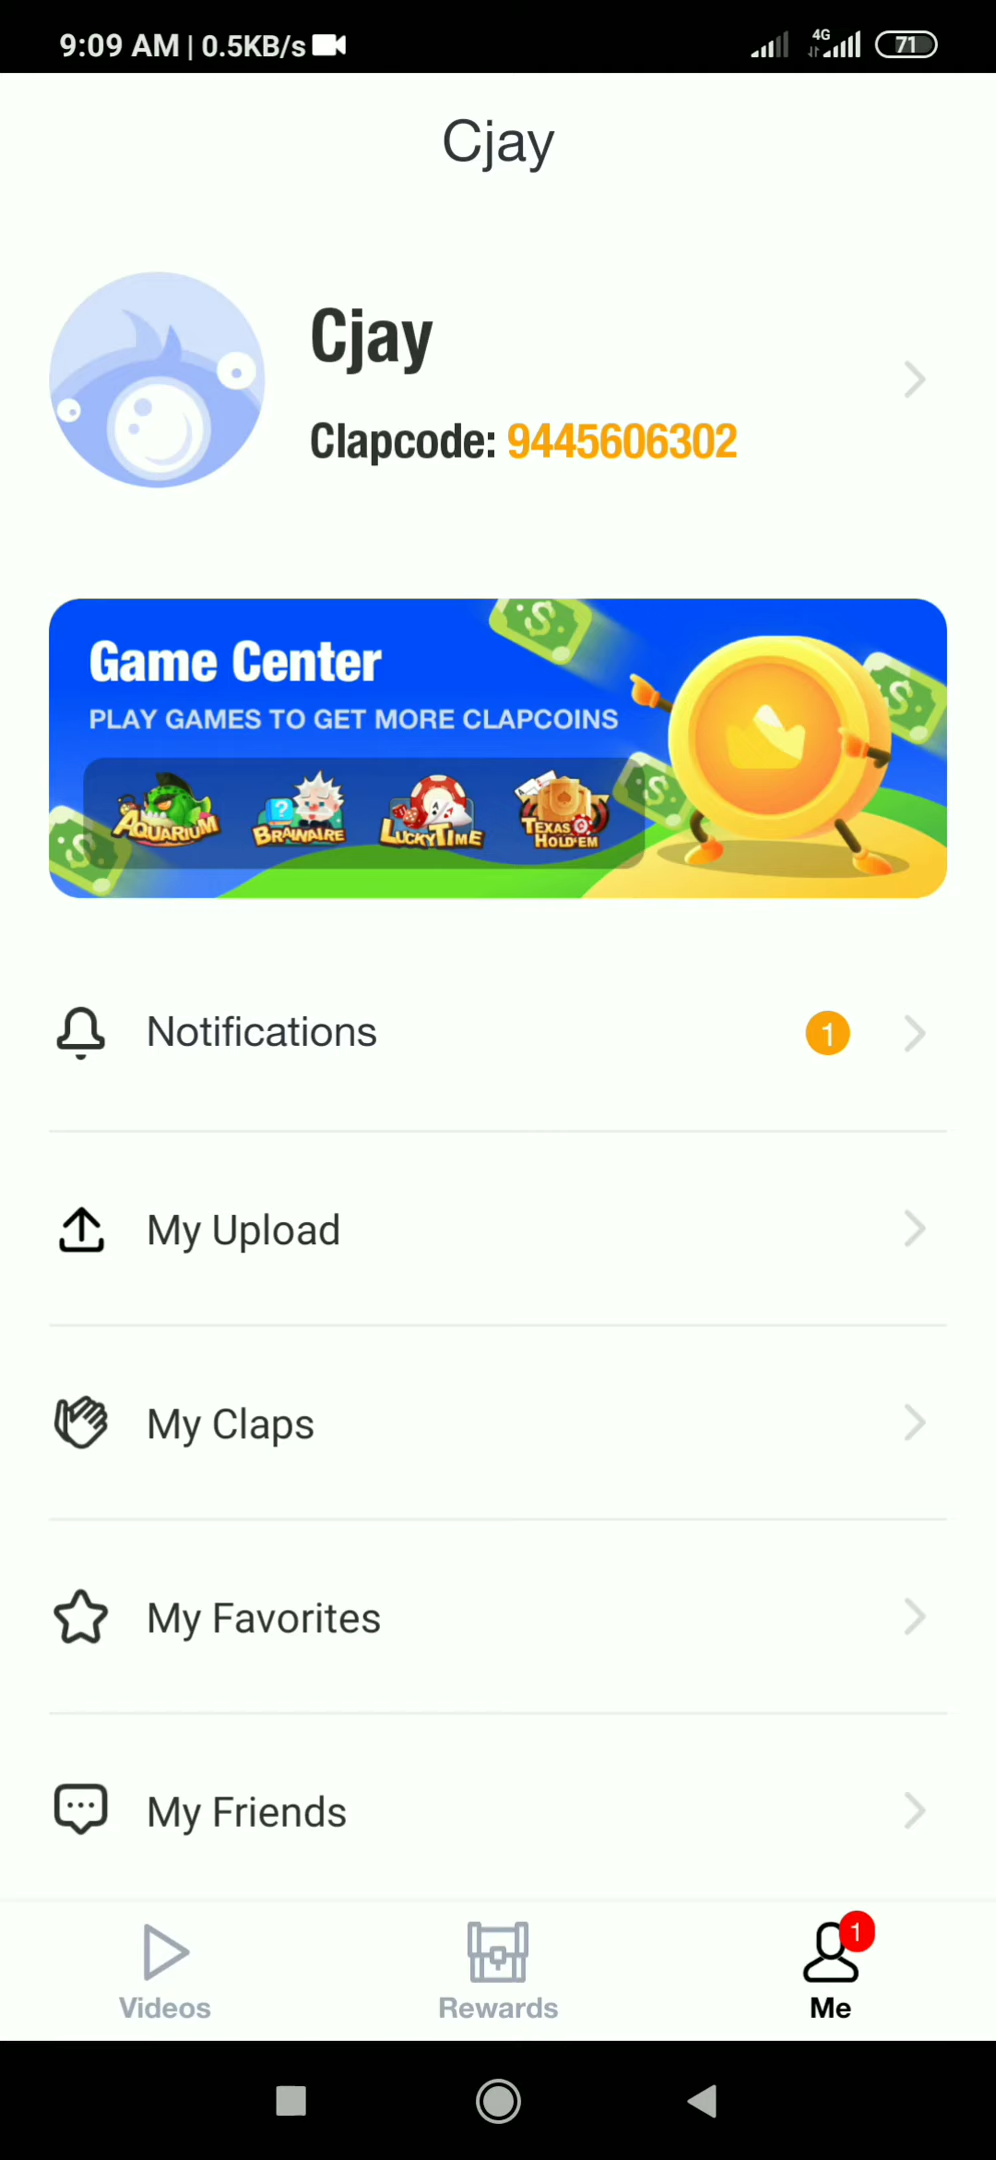 9:09 AM | 0.5KB/s
4G
71
Cjay
Cjay
Clapcode: 9445606302
Game Center
PLAY GAMES TO GET MORE CLAPCOINS
AQUARIUM
BRAINAIRE
LUCKYTIME
TEXAS
HOLD'EM
Notifications
1
My Upload
My Claps
My Favorites
My Friends
1
Videos
Rewards
Me